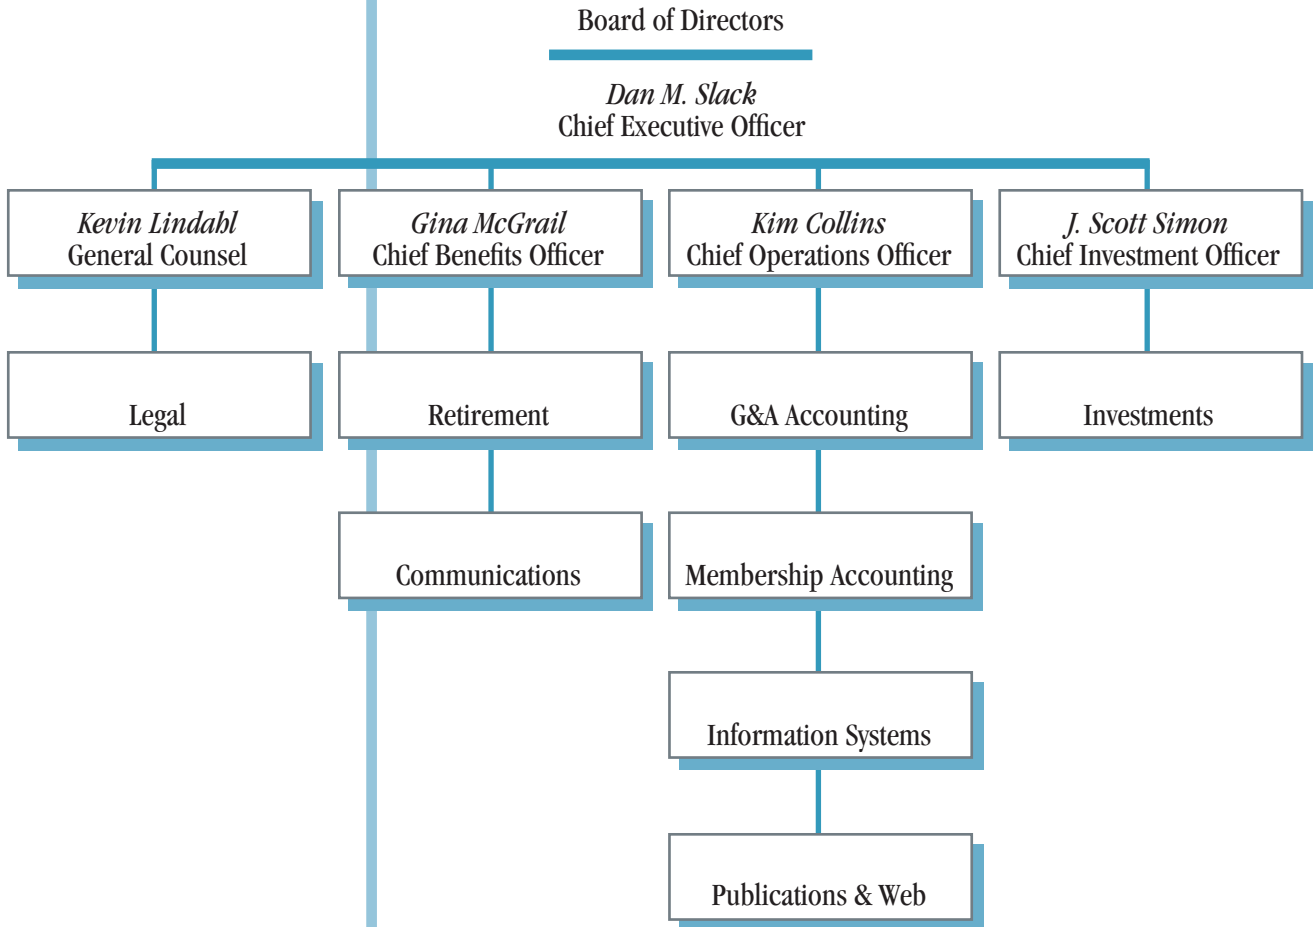 Board of Directors
Dan M. Slack
Chief Executive Officer
Kevin Lindahl
General Counsel
Gina McGrail
Chief Benefits Officer
Kim Collins
Chief Operations Officer
J. Scott Simon
Chief Investment Officer
Legal
Retirement
G&A Accounting
Investments
Communications
Membership Accounting
Information Systems
Publications & Web